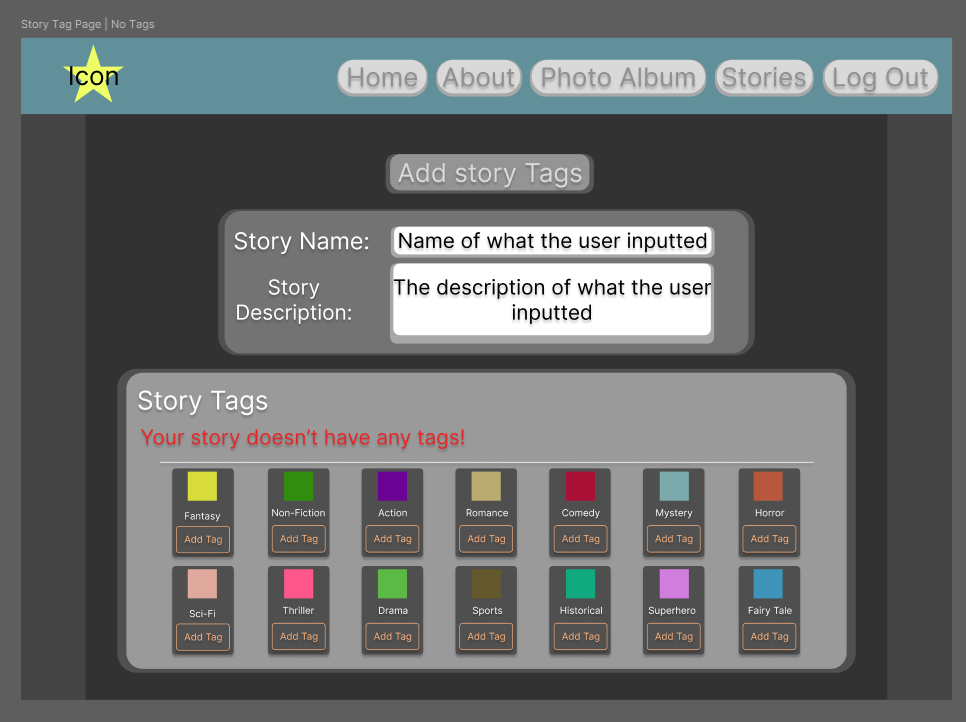 Story Tag Page | No Tags
Icon
Home
About
Photo Album
Stories
Log Out
Add story Tags
Story Name:
Name of what the user inputted
Story
Description:
The description of what the user
inputted
Story Tags
Your story doesn’t have any tags!
Fantasy
Non-Fiction
Action
Romance
Comedy
Mystery
Horror
Add Tag
Add Tag
Add Tag
Add Tag
Add Tag
Add Tag
Add Tag
Sci-Fi
Thriller
Drama
Sports
Historical
Superhero
Fairy Tale
Add Tag
Add Tag
Add Tag
Add Tag
Add Tag
Add Tag
Add Tag